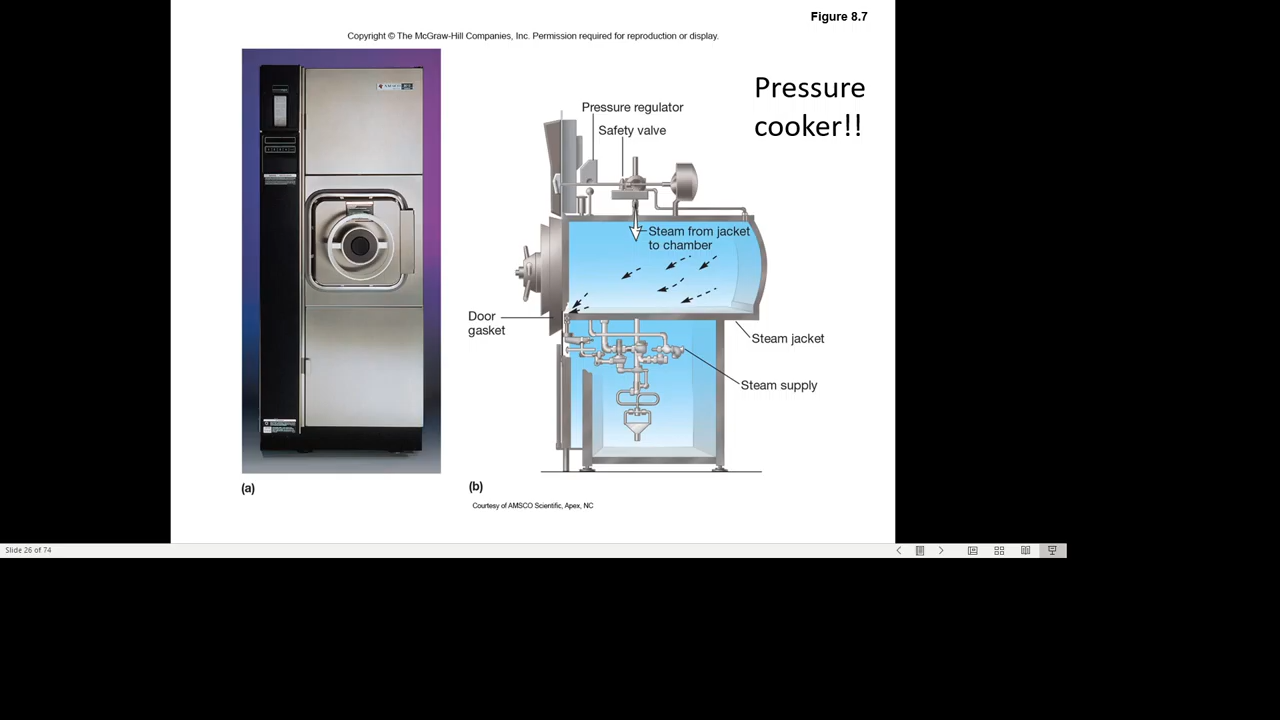 Figure 8.7
Copyright © The McGraw-Hill Companies, Inc. Permission required for reproduction or display.
Pressure
cooker!!
Pressure regulator
Safety valve
Steam from jacket
to chamber
Door
gasket
Steam jacket
Steam supply
(a)
(b)
Courtesy of AMSCO Scientific, Apex, NC
Slide 26 of 74